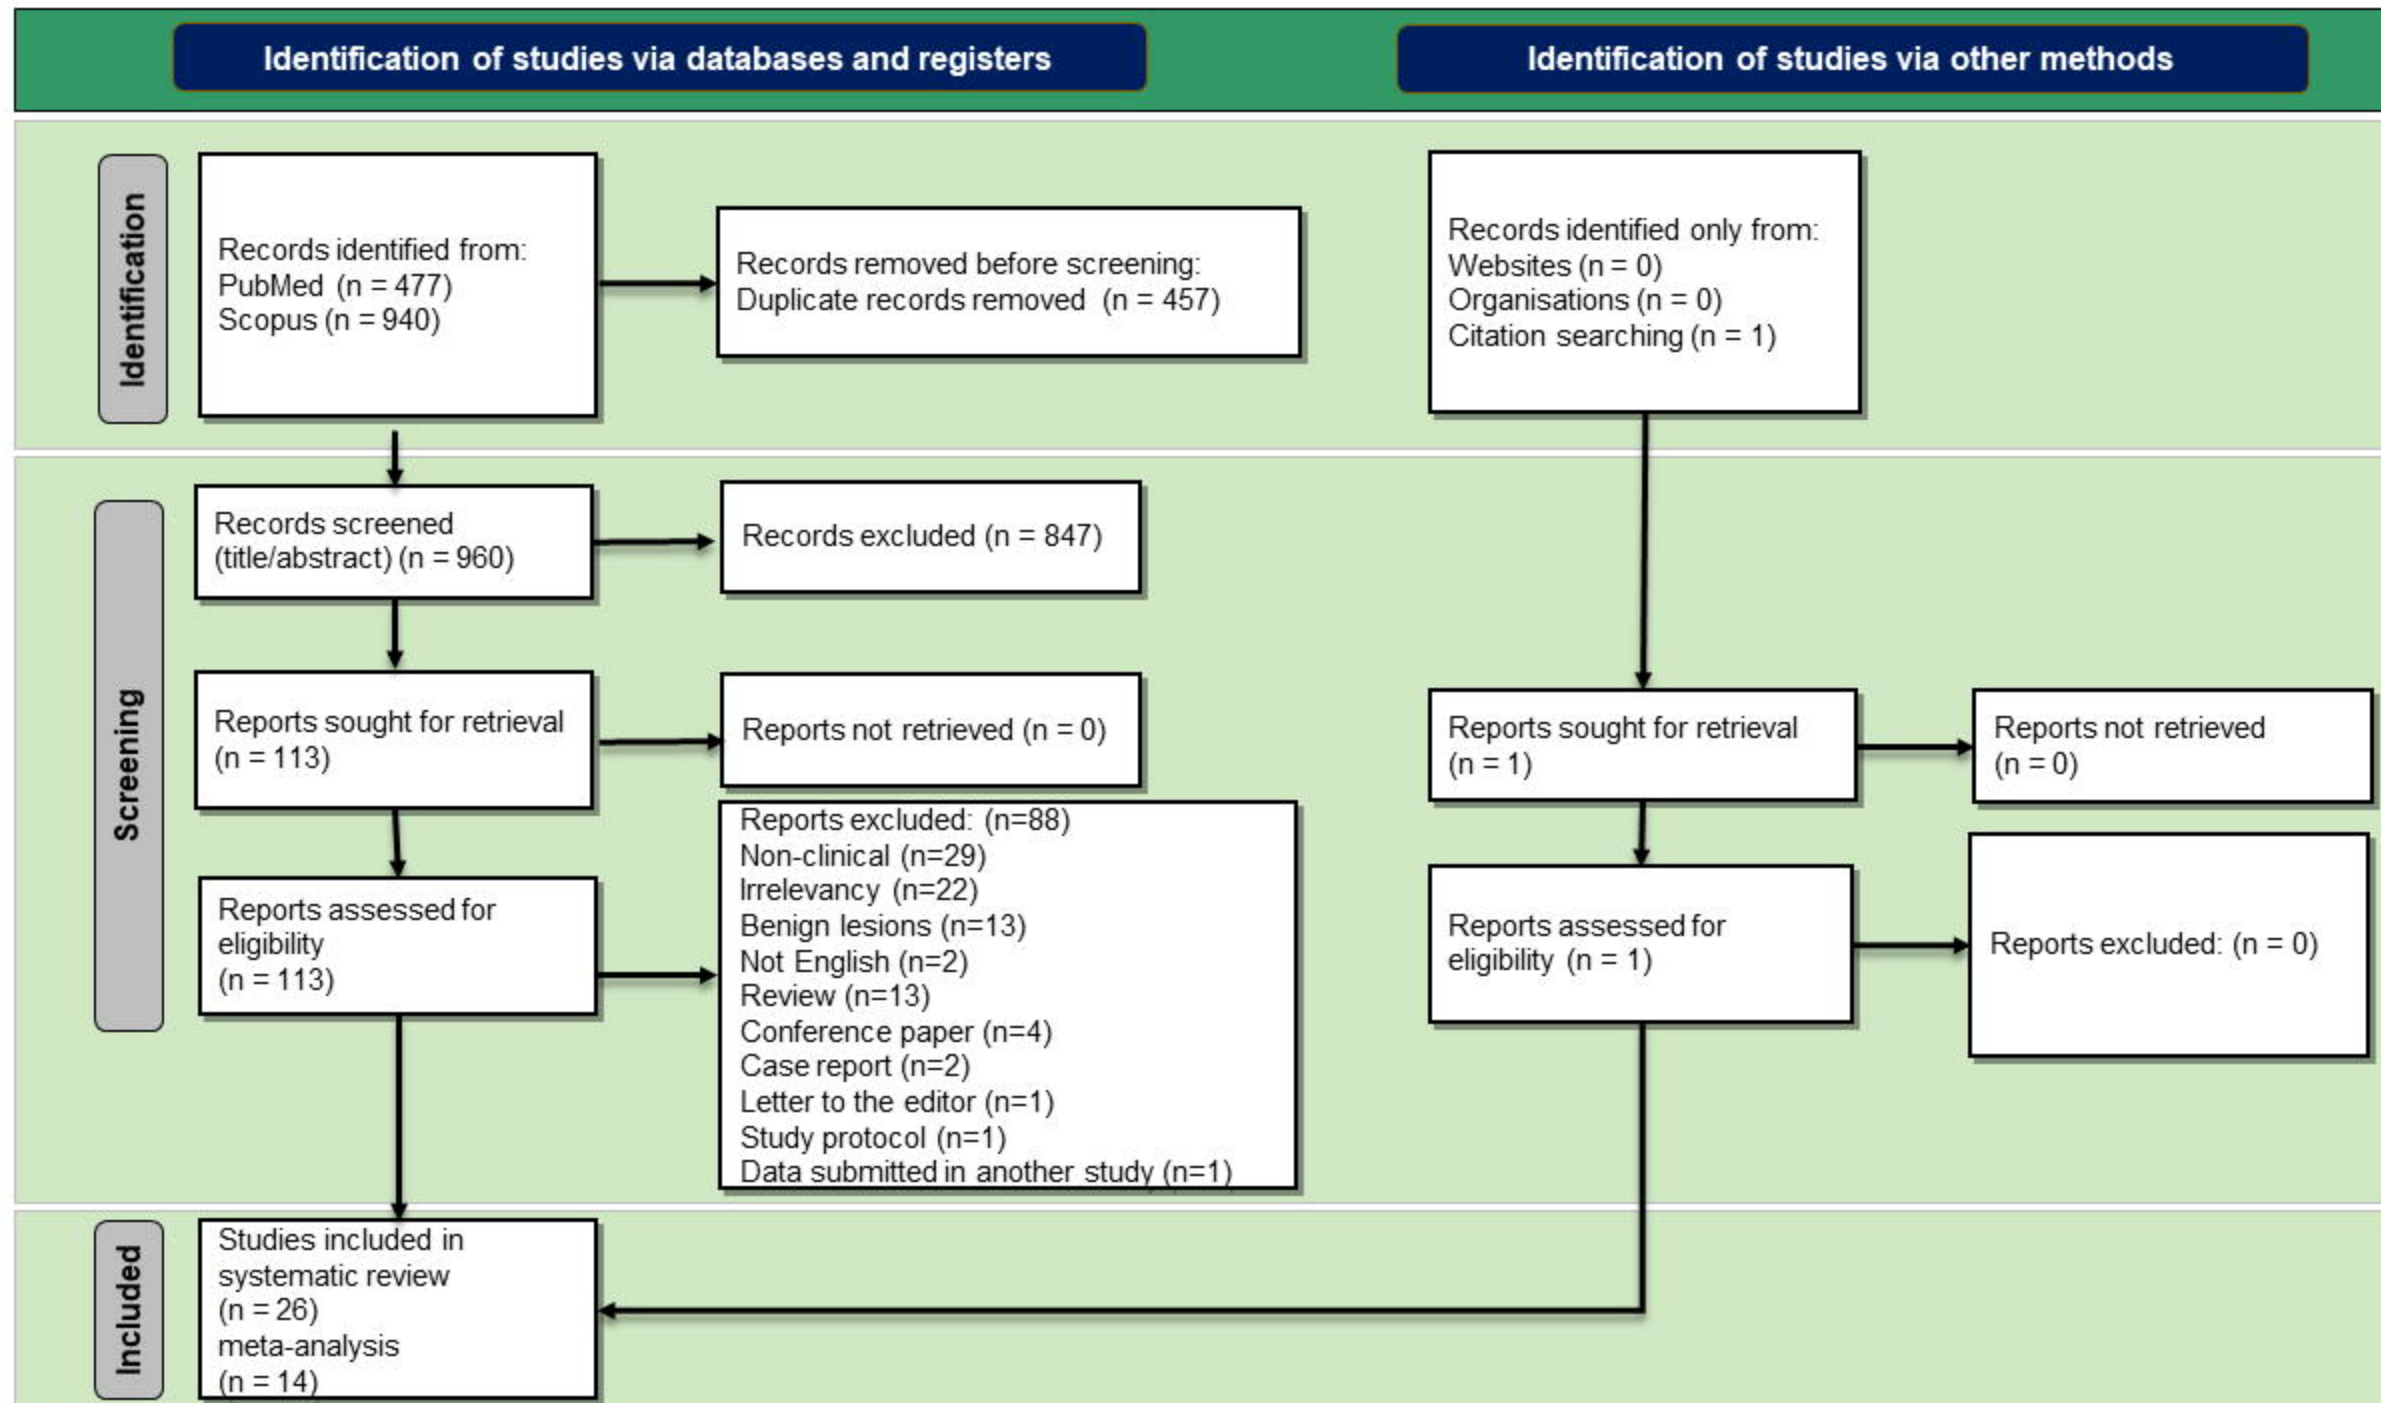 Identification of studies via databases and registers
Identification of studies via other methods
Identification
Records identified from:
PubMed (n = 477)
Scopus (n = 940)
Records removed before screening:
Duplicate records removed (n = 457)
Records identified only from:
Websites (n = 0)
Organisations (n = 0)
Citation searching (n = 1)
Screening
Records screened
(title/abstract) (n = 960)
Records excluded (n = 847)
Reports sought for retrieval
(n = 113)
Reports not retrieved (n = 0)
Reports sought for retrieval
(n = 1)
Reports not retrieved
(n = 0)
Reports assessed for
eligibility
(n = 113)
Reports excluded: (n=88)
Non-clinical (n=29)
Irrelevancy (n=22)
Benign lesions (n=13)
Not English (n=2)
Review (n=13)
Conference paper (n=4)
Case report (n=2)
Letter to the editor (n=1)
Study protocol (n=1)
Data submitted in another study (n=1)
Reports assessed for
eligibility (n = 1)
Reports excluded: (n = 0)
Included
Studies included in
systematic review
(n = 26)
meta-analysis
(n = 14)